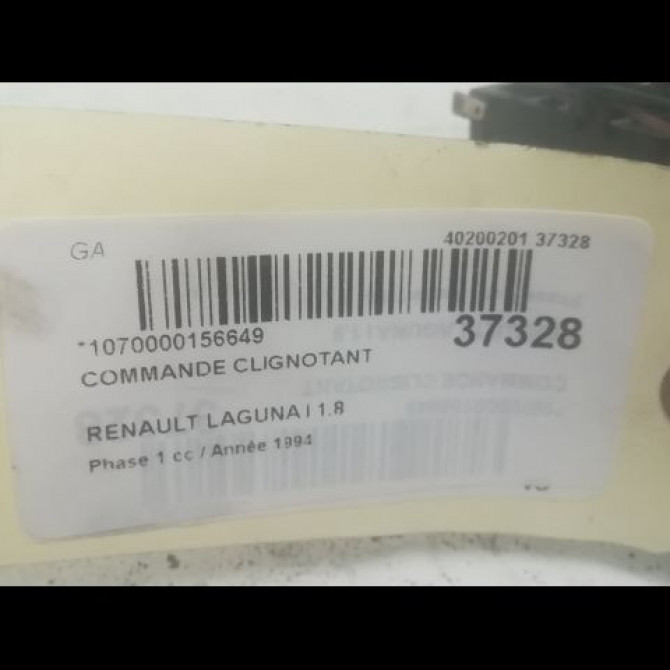 GA
40200201 37328
*1070000156649
37328
COMMANDE CLIGNOTANT
RENAULT LAGUNA I 1.8
Phase 1 cc / Année 1994